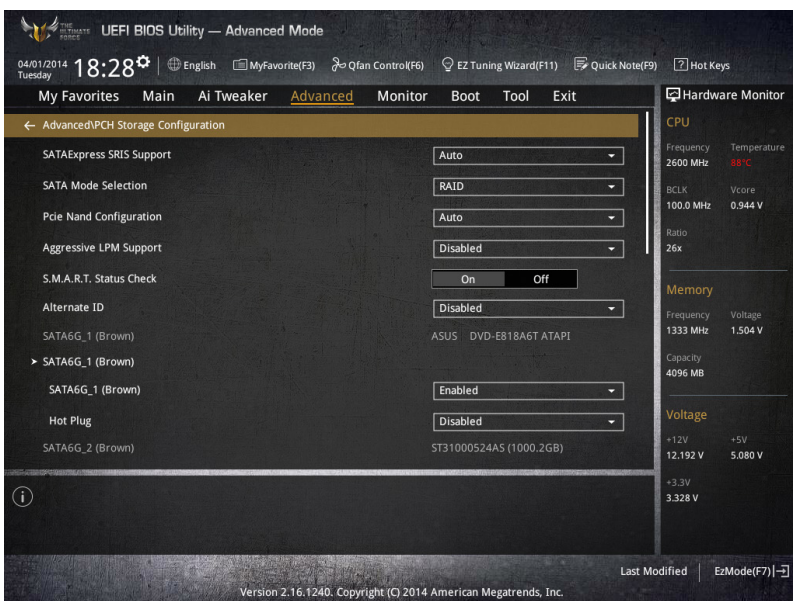 THE ULTIMATE FORCE UEFI BIOS Utility — Advanced Mode
04/01/2014 Tuesday 18:28 English MyFavorite(F3) Qfan Control(F6) EZ Tuning Wizard(F11) Quick Note(F9) ? Hot Keys
My Favorites Main Ai Tweaker Advanced Monitor Boot Tool Exit
← Advanced\PCH Storage Configuration
SATAExpress SRIS Support Auto
SATA Mode Selection RAID
Pcie Nand Configuration Auto
Aggressive LPM Support Disabled
S.M.A.R.T. Status Check On Off
Alternate ID Disabled
SATA6G_1 (Brown) ASUS DVD-E818A6T ATAPI
> SATA6G_1 (Brown)
SATA6G_1 (Brown) Enabled
Hot Plug Disabled
SATA6G_2 (Brown) ST31000524AS (1000.2GB)
Hardware Monitor
CPU
Frequency Temperature
2600 MHz 88°C
BCLK Vcore
100.0 MHz 0.944 V
Ratio
26x
Memory
Frequency Voltage
1333 MHz 1.504 V
Capacity
4096 MB
Voltage
+12V +5V
12.192 V 5.080 V
+3.3V
3.328 V
i
Last Modified EzMode(F7)
Version 2.16.1240. Copyright (C) 2014 American Megatrends, Inc.